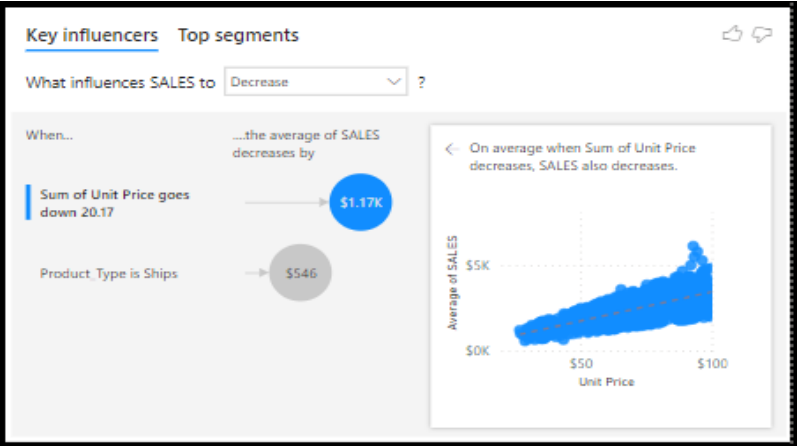 Key influencers Top segments
What influences SALES to Decrease ?
When...
....the average of SALES
decreases by
Sum of Unit Price goes
down 20.17
$1.17K
Product_Type is Ships
$546
On average when Sum of Unit Price
decreases, SALES also decreases.
Average of SALES
$5K
$0K
$50
$100
Unit Price